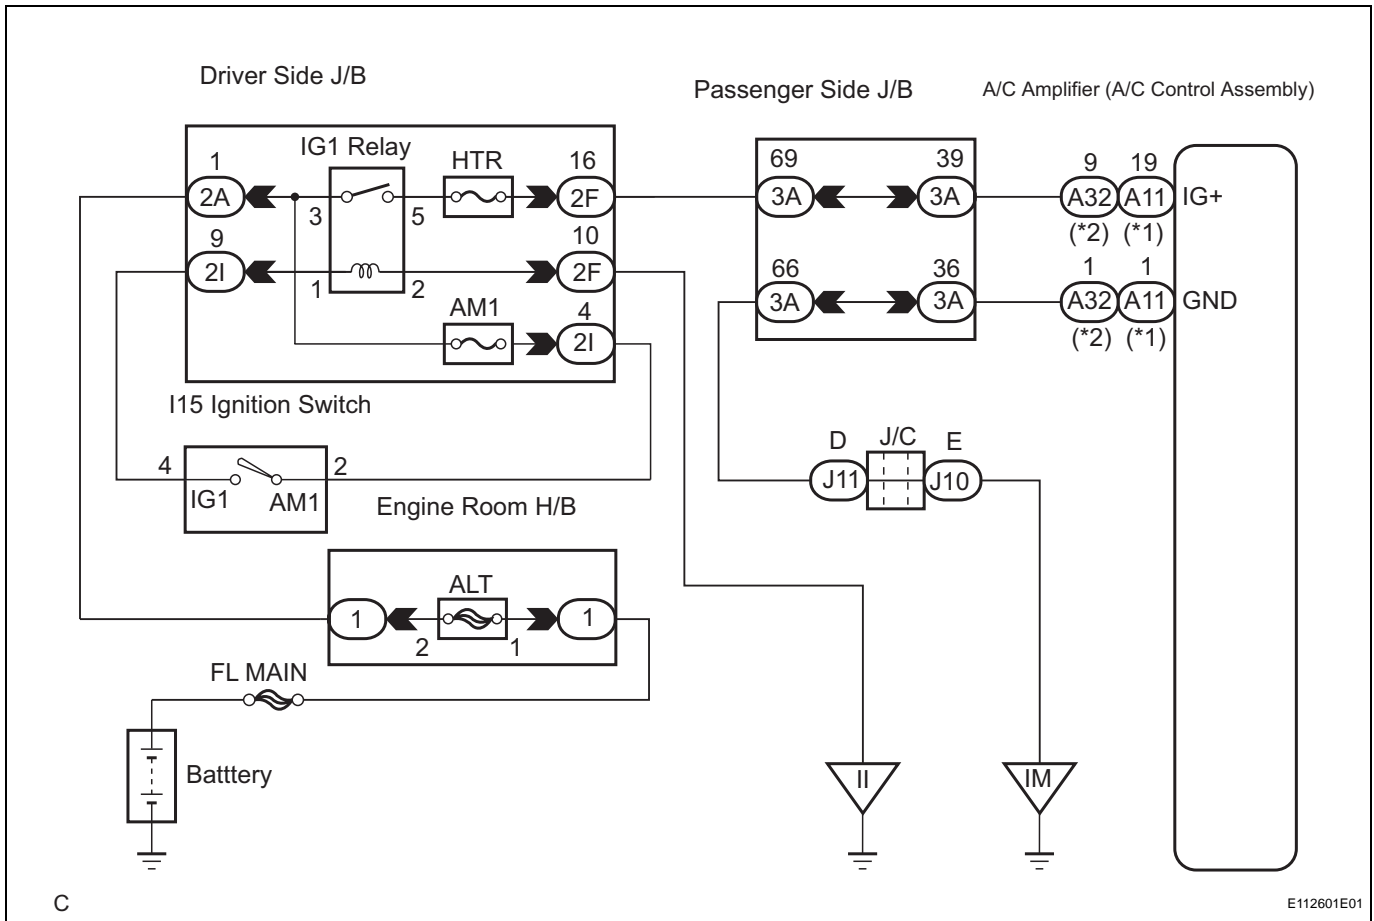 Driver Side J/B
Passenger Side J/B
A/C Amplifier (A/C Control Assembly)
1
IG1 Relay
HTR
16
69
39
9
19
2A
3
5
2F
3A
3A
A32
A11
IG+
(*2)
(*1)
9
10
2I
1
2
2F
66
36
1
1
AM1
4
3A
3A
A32
A11
GND
2I
(*2)
(*1)
I15 Ignition Switch
4
2
IG1
AM1
D
J/C
E
J11
J10
Engine Room H/B
ALT
1
2
1
1
FL MAIN
Batttery
II
IM
C
E112601E01